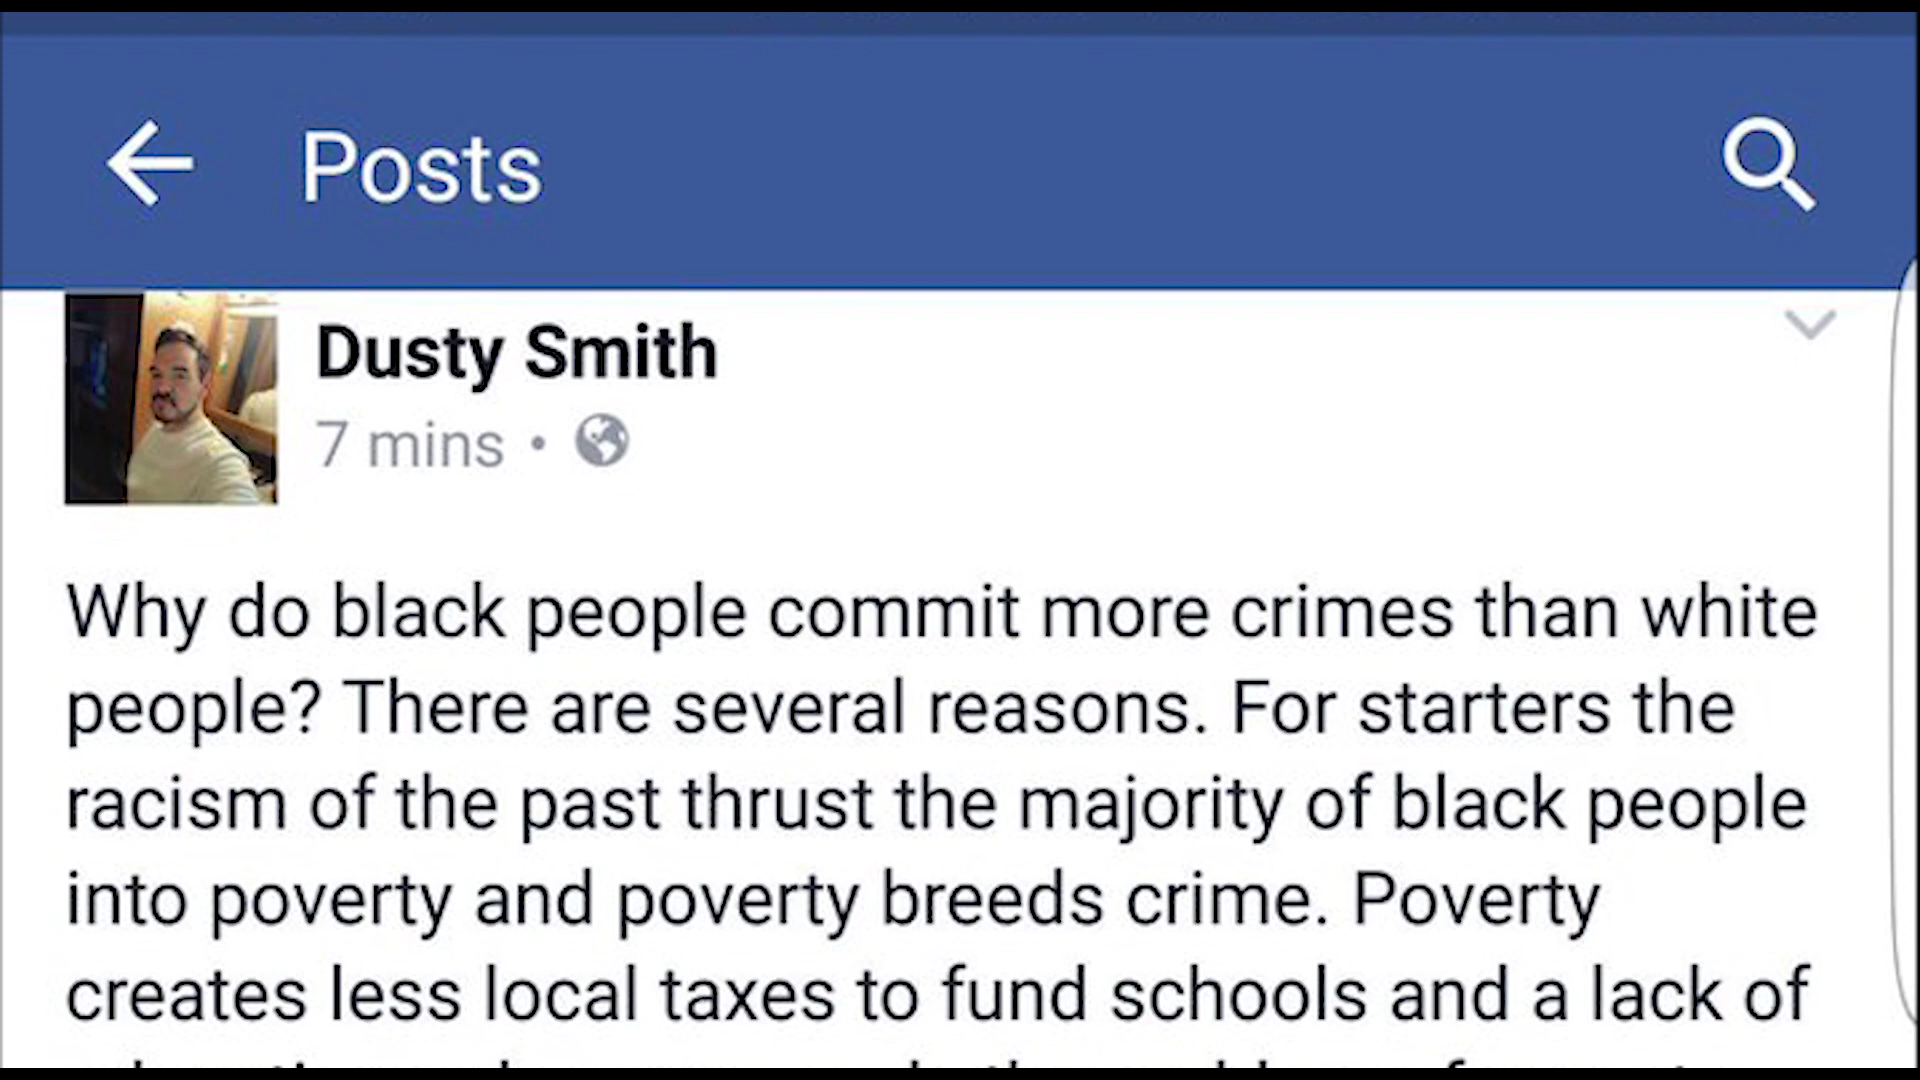 Posts
Dusty Smith
7 mins •
Why do black people commit more crimes than white
people? There are several reasons. For starters the
racism of the past thrust the majority of black people
into poverty and poverty breeds crime. Poverty
creates less local taxes to fund schools and a lack of